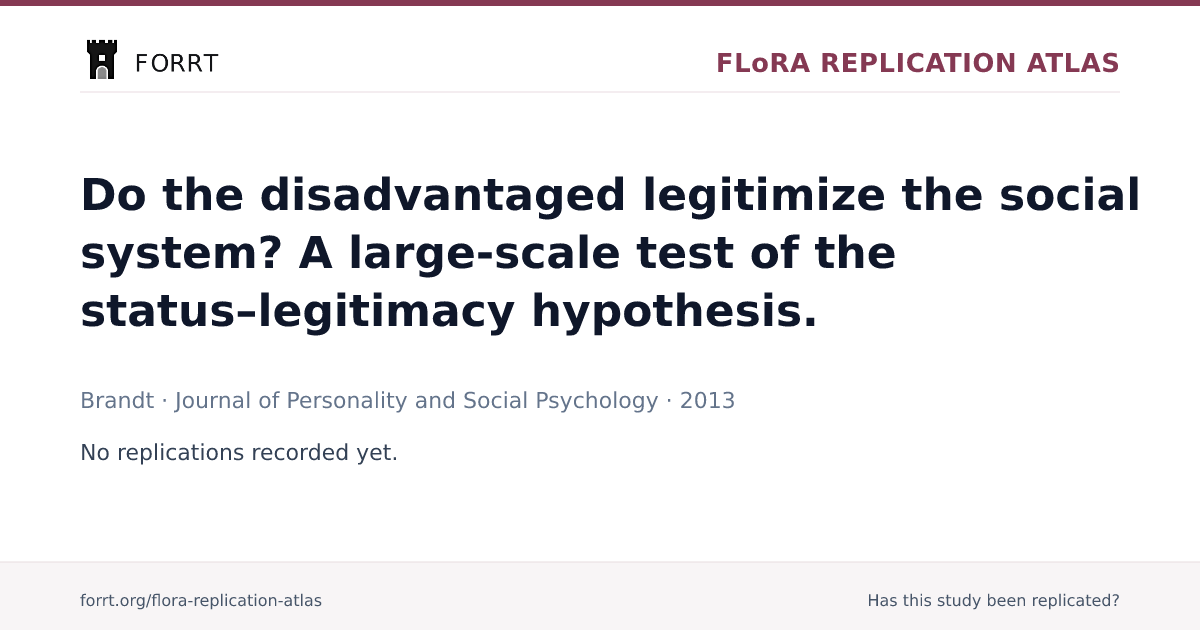 FORRT
FLoRA REPLICATION ATLAS
Do the disadvantaged legitimize the social
system? A large-scale test of the
status–legitimacy hypothesis.
Brandt · Journal of Personality and Social Psychology · 2013
No replications recorded yet.
forrt.org/flora-replication-atlas
Has this study been replicated?